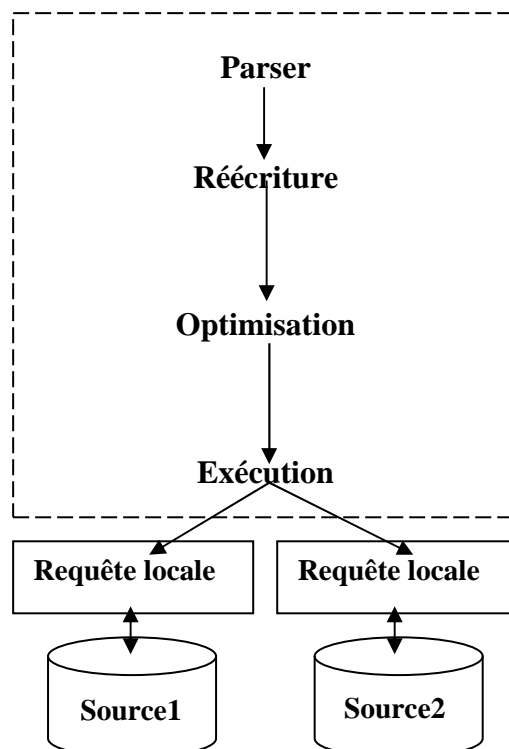 Parser
Réécriture
Optimisation
Exécution
Requête locale
Requête locale
Source1
Source2